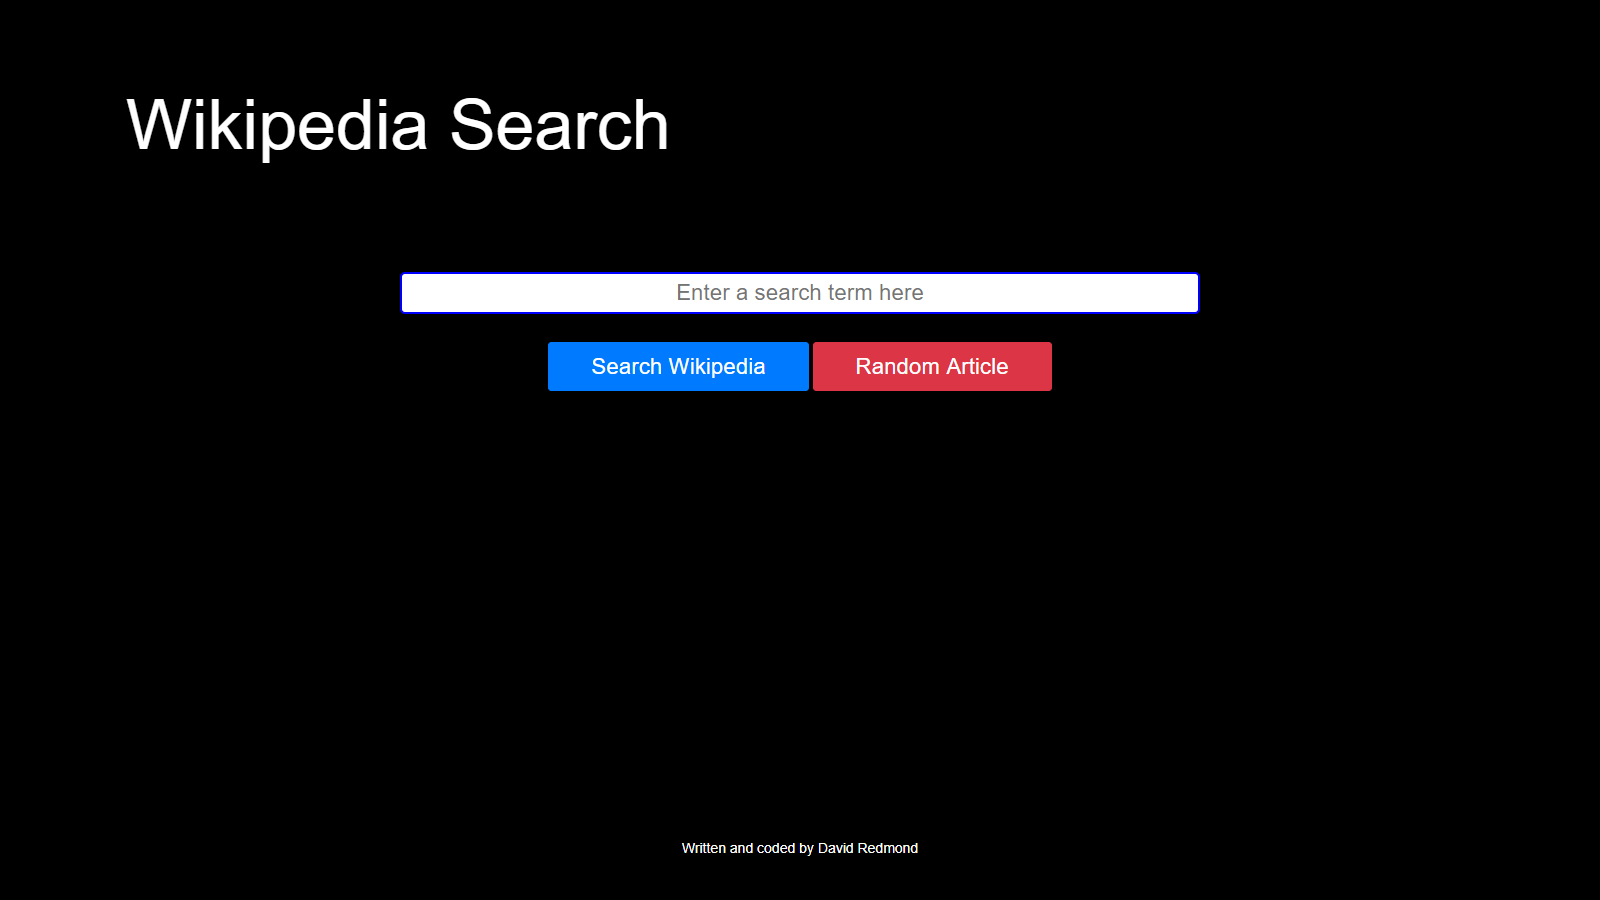 Wikipedia Search
Enter a search term here
Search Wikipedia
Random Article
Written and coded by David Redmond